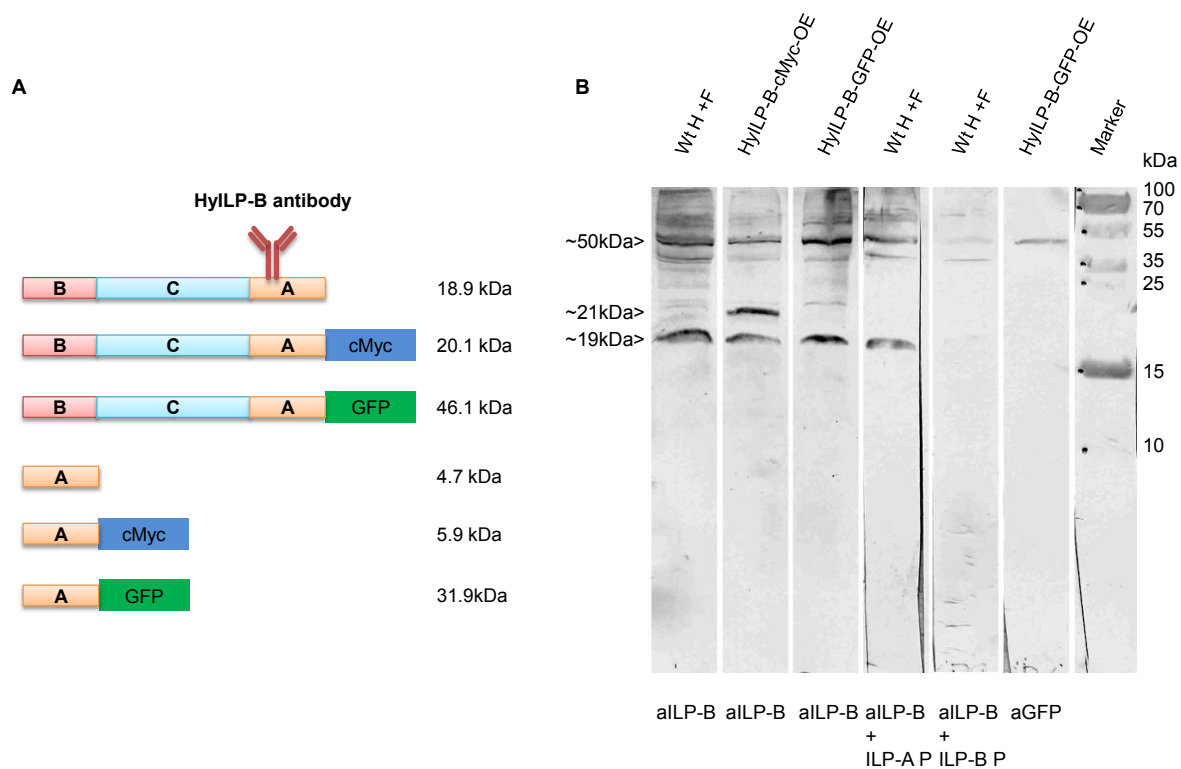 A
HyILP-B antibody
B C A 18.9 kDa
B C A cMyc 20.1 kDa
B C A GFP 46.1 kDa
A 4.7 kDa
A cMyc 5.9 kDa
A GFP 31.9kDa
B
Wt H +F
HyILP-B-cMyc-OE
HyILP-B-GFP-OE
Wt H +F
Wt H +F
HyILP-B-GFP-OE
Marker
kDa
100
70
55
35
25
15
10
~50kDa>
~21kDa>
~19kDa>
aILP-B
aILP-B
aILP-B
aILP-B
+
ILP-A P
aILP-B
+
ILP-B P
aGFP